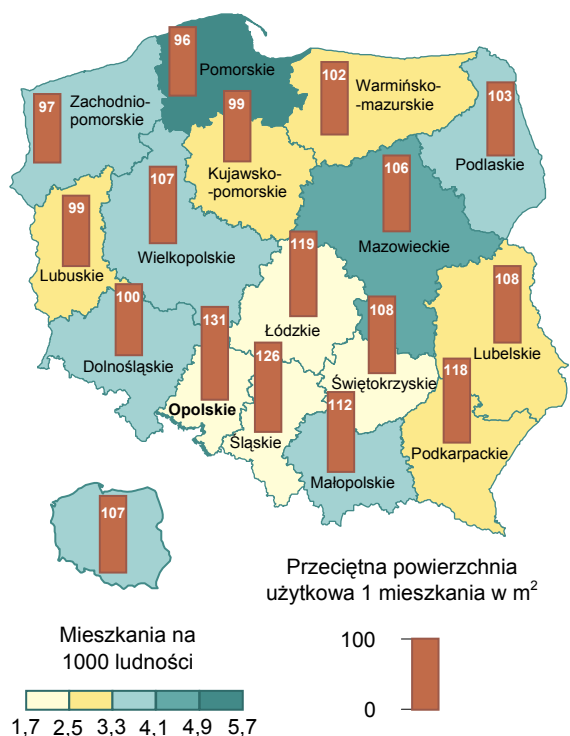 96
Pomorskie
97
Zachodnio-
pomorskie
99
Kujawsko-
-pomorskie
102
Warmińsko-
-mazurskie
103
Podlaskie
107
Wielkopolskie
106
Mazowieckie
99
Lubuskie
119
Łódzkie
108
Lubelskie
100
Dolnośląskie
131
Opolskie
126
Śląskie
108
Świętokrzyskie
112
Małopolskie
118
Podkarpackie
107
Przeciętna powierzchnia
użytkowa 1 mieszkania w m²
100
0
Mieszkania na
1000 ludności
1,7 2,5 3,3 4,1 4,9 5,7